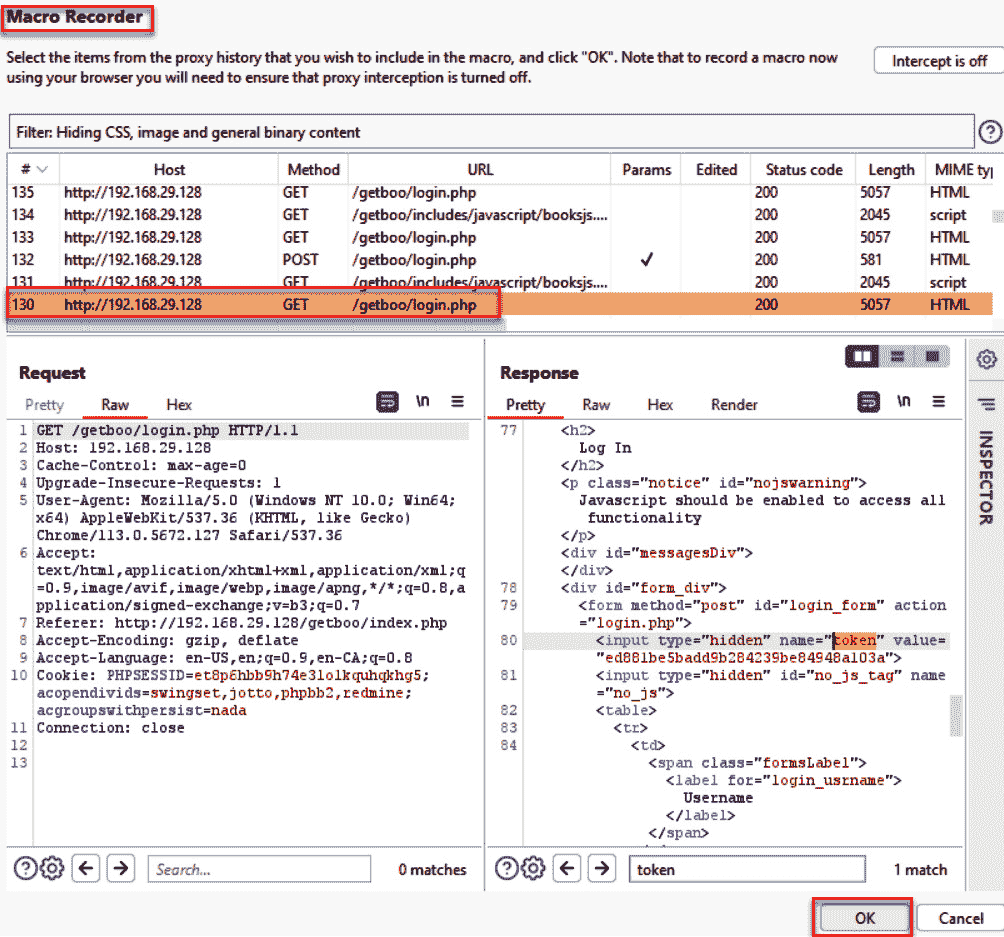 Macro Recorder
Select the items from the proxy history that you wish to include in the macro, and click "OK". Note that to record a macro now
using your browser you will need to ensure that proxy interception is turned off.
Intercept is off
Filter: Hiding CSS, image and general binary content
# Host Method URL Params Edited Status code Length MIME typ
135 http://192.168.29.128 GET /getboo/login.php 200 5057 HTML
134 http://192.168.29.128 GET /getboo/includes/javascript/booksjs.... 200 2045 script
133 http://192.168.29.128 GET /getboo/login.php 200 5057 HTML
132 http://192.168.29.128 POST /getboo/login.php ✓ 200 581 HTML
131 http://192.168.29.128 GET /getboo/includes/javascript/booksjs.... 200 2045 script
130 http://192.168.29.128 GET /getboo/login.php 200 5057 HTML
Request
Pretty Raw Hex \n
1 GET /getboo/login.php HTTP/1.1
2 Host: 192.168.29.128
3 Cache-Control: max-age=0
4 Upgrade-Insecure-Requests: 1
5 User-Agent: Mozilla/5.0 (Windows NT 10.0; Win64;
x64) AppleWebKit/537.36 (KHTML, like Gecko)
Chrome/113.0.5672.127 Safari/537.36
6 Accept:
text/html,application/xhtml+xml,application/xml;q
=0.9,image/avif,image/webp,image/apng,*/*;q=0.8,a
pplication/signed-exchange;v=b3;q=0.7
7 Referer: http://192.168.29.128/getboo/index.php
8 Accept-Encoding: gzip, deflate
9 Accept-Language: en-US,en;q=0.9,en-CA;q=0.8
10 Cookie: PHPSESSID=et8p6hbb9h74e3lolkquhqkhg5;
acopendivids=swingset,jotto,phpbb2,redmine;
acgroupswithpersist=nada
11 Connection: close
12
13
Search...
0 matches
Response
Pretty Raw Hex Render \n
77 <h2>
Log In
</h2>
<p class="notice" id="nojswarning">
Javascript should be enabled to access all
functionality
</p>
<div id="messagesDiv">
</div>
78 <div id="form_div">
79 <form method="post" id="login_form" action
="login.php">
80 <input type="hidden" name="token" value=
"ed881be5badd9b284239be84948a103a">
81 <input type="hidden" id="no_js_tag" name
="no_js">
82 <table>
83 <tr>
84 <td>
<span class="formsLabel">
<label for="login_usrname">
Username
</label>
</span>
token
1 match
INSPECTOR
OK
Cancel